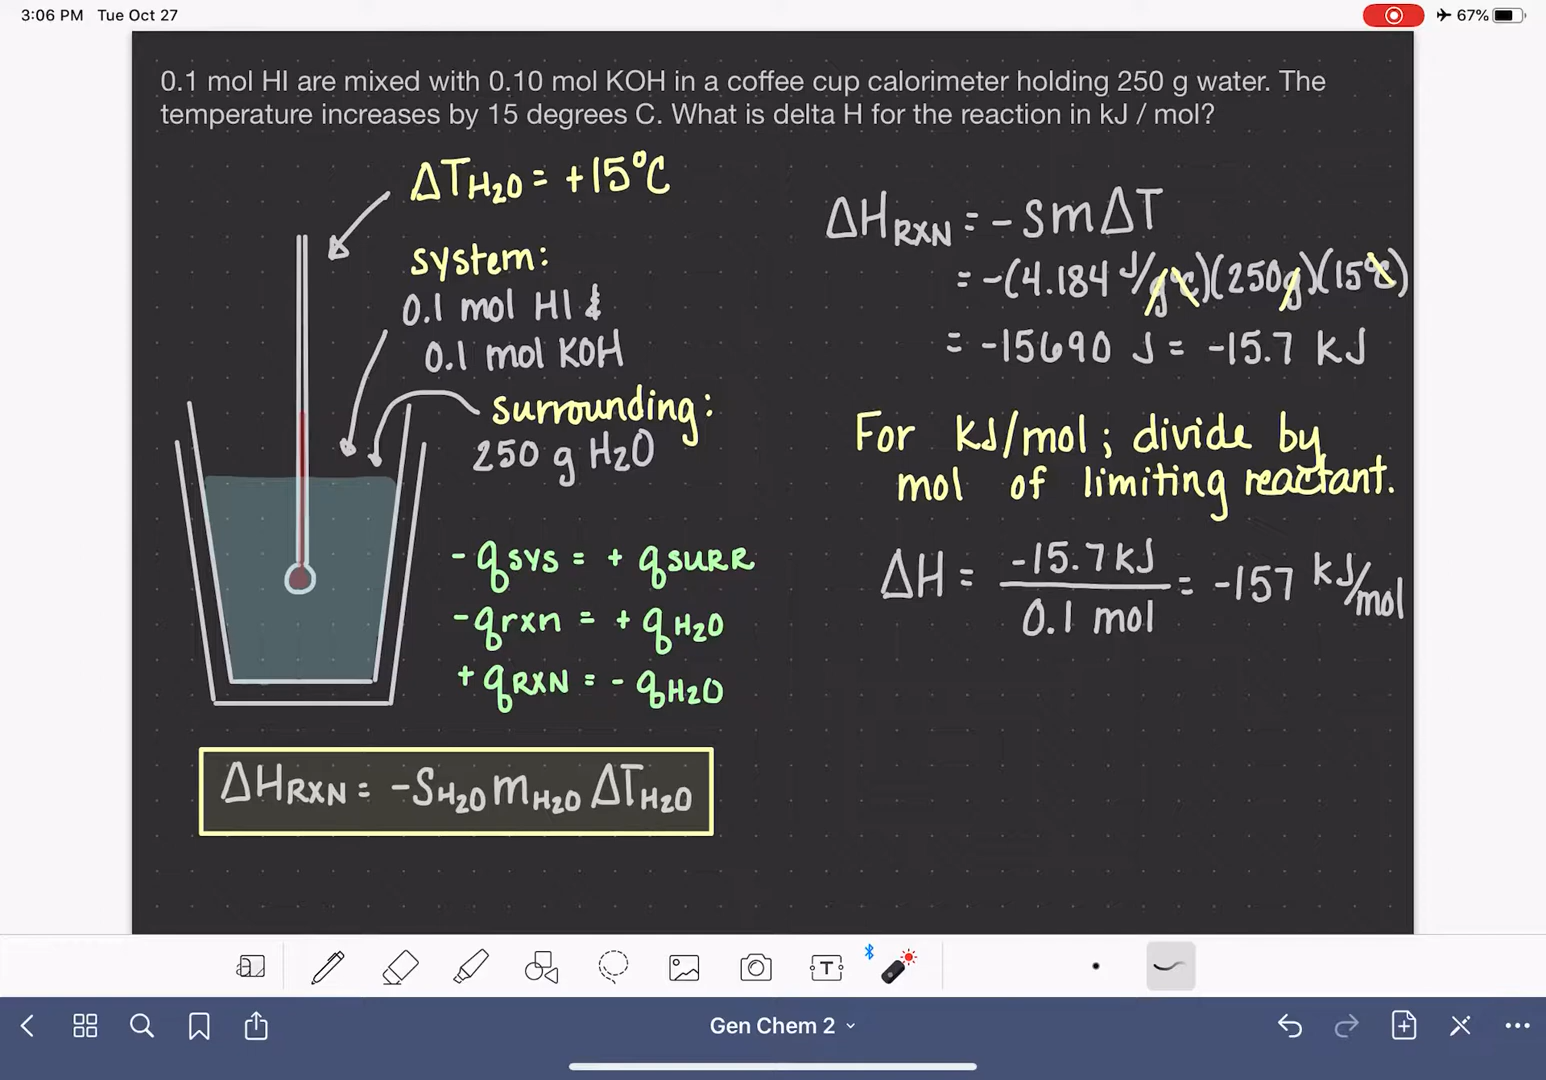 3:06 PM Tue Oct 27
67%
0.1 mol HI are mixed with 0.10 mol KOH in a coffee cup calorimeter holding 250 g water. The
temperature increases by 15 degrees C. What is delta H for the reaction in kJ / mol?
ΔT H₂O = +15°C
system:
0.1 mol HI &
0.1 mol KOH
surrounding:
250 g H₂O
- qSYS = + qSURR
- qrxn = + qH₂O
+ qRXN = - qH₂O
ΔHRXN = -SH₂O mH₂O ΔTH₂O
ΔHRXN = - SmΔT
= -(4.184 J/g°C)(250g)(15°C)
= -15690 J = -15.7 KJ
For KJ/mol; divide by
mol of limiting reactant.
ΔH = -15.7 KJ / 0.1 mol = -157 KJ/mol
T
Gen Chem 2